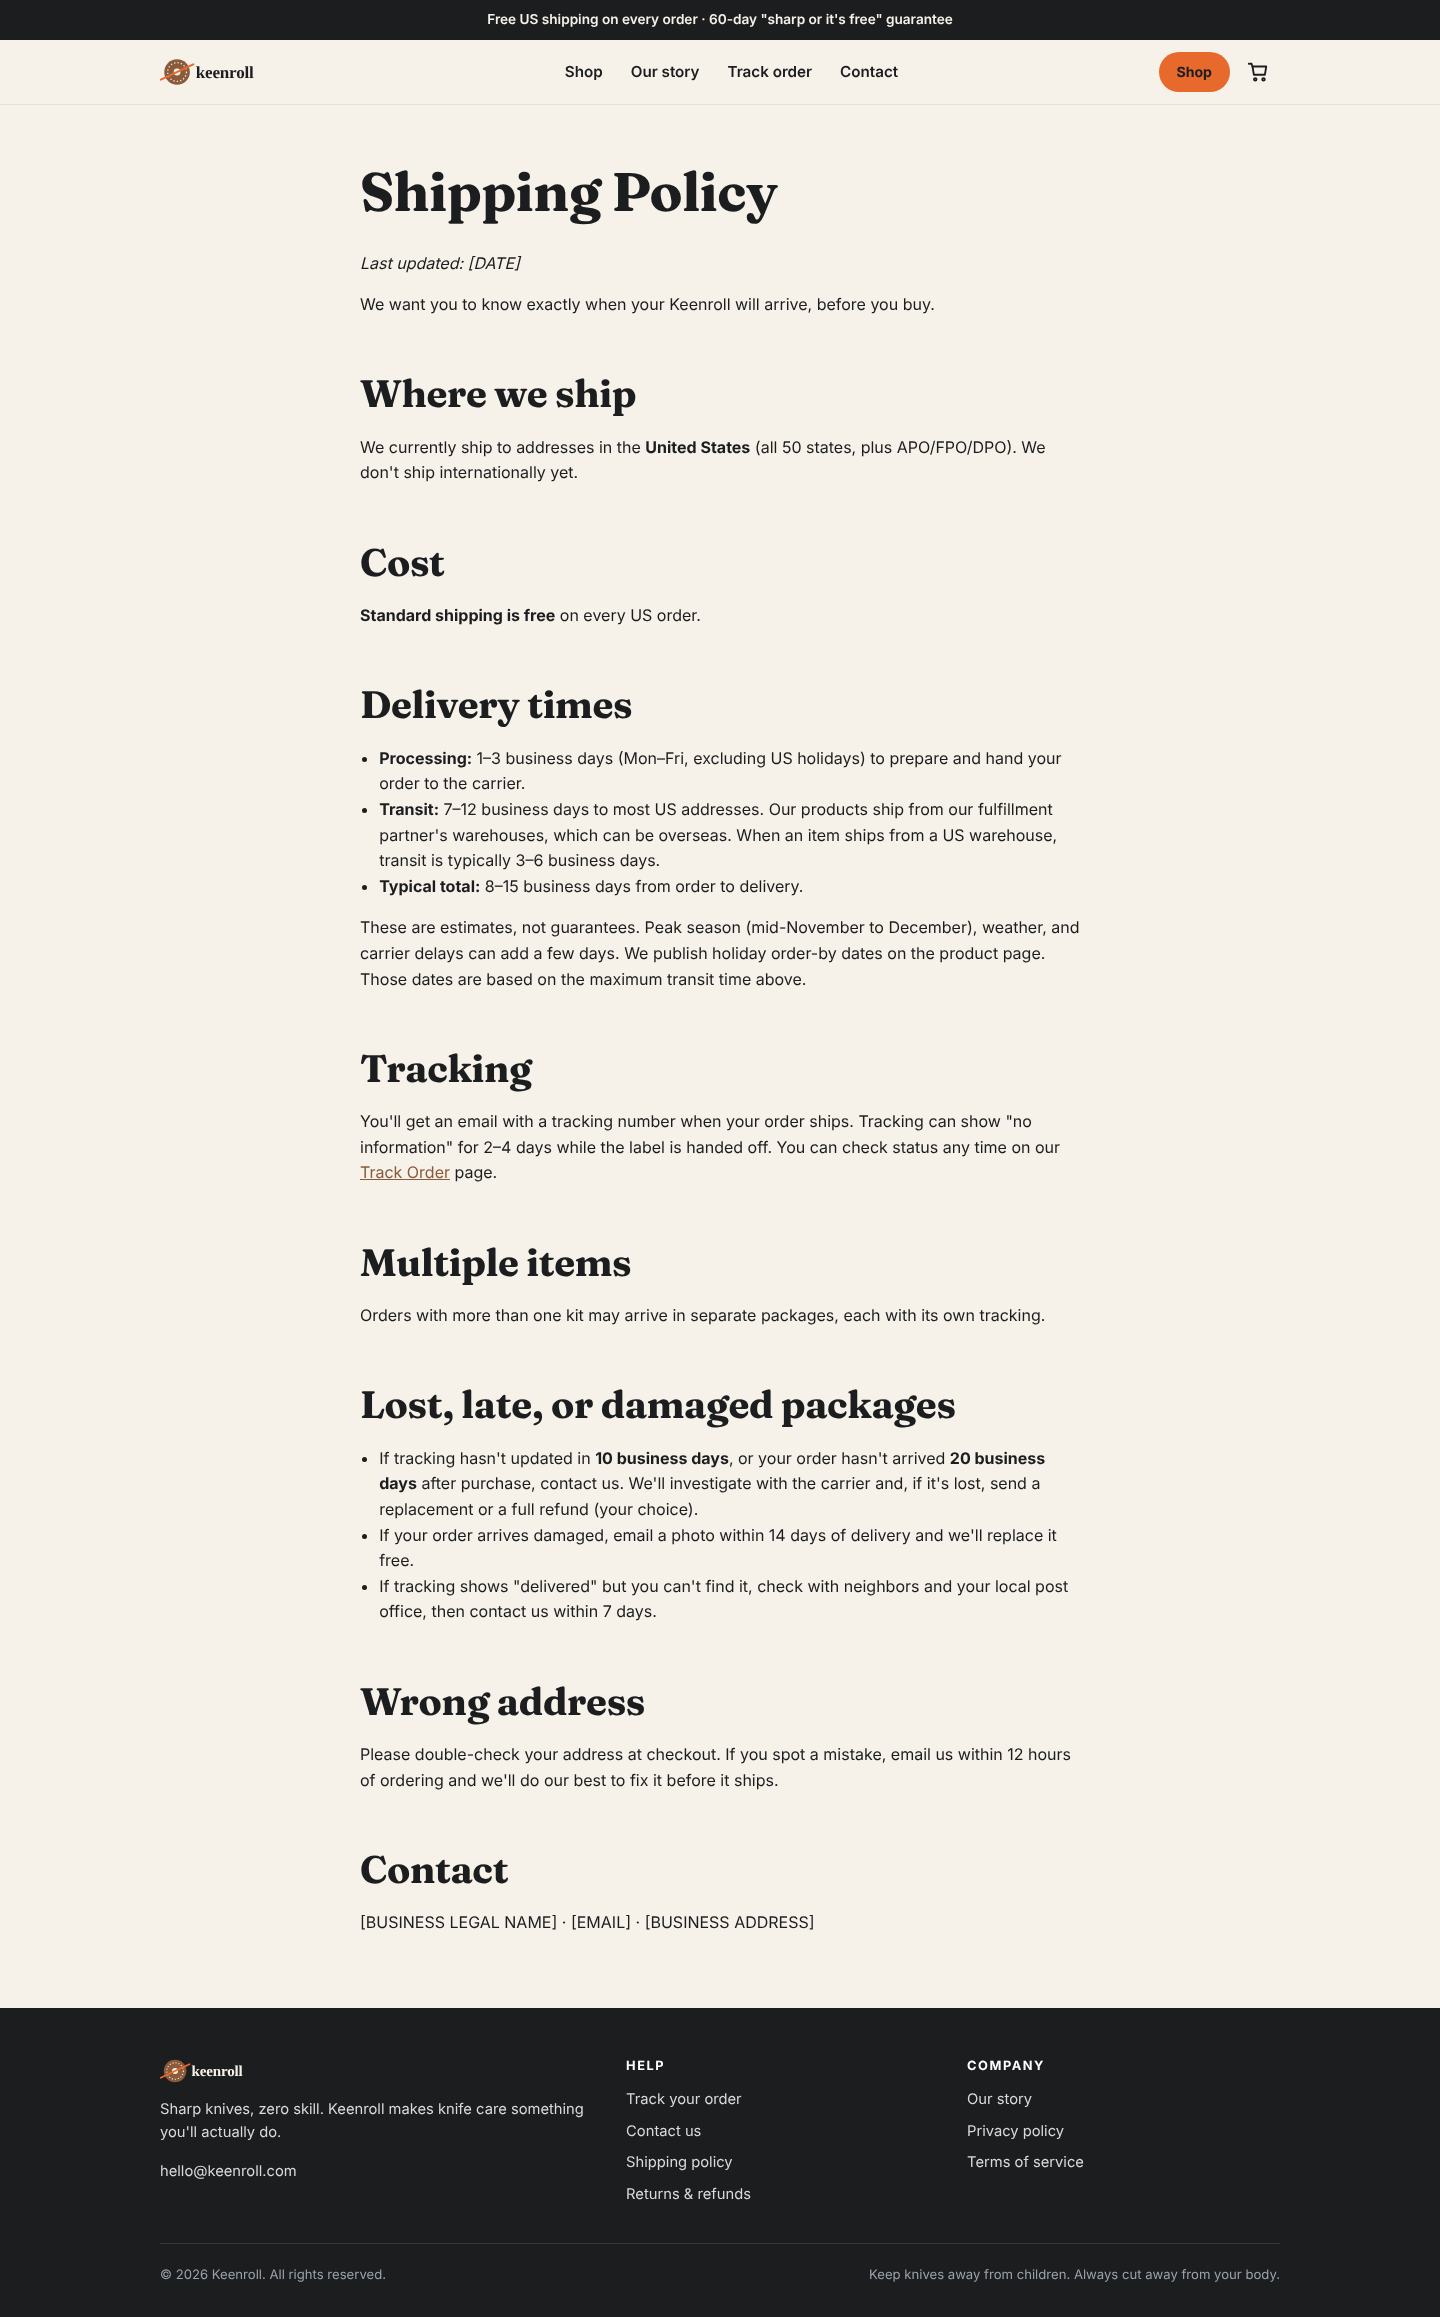 Free US shipping on every order · 60-day "sharp or it's free" guarantee
keenroll
Shop
Our story
Track order
Contact
Shop
Shipping Policy
Last updated: [DATE]
We want you to know exactly when your Keenroll will arrive, before you buy.
Where we ship
We currently ship to addresses in the United States (all 50 states, plus APO/FPO/DPO). We
don't ship internationally yet.
Cost
Standard shipping is free on every US order.
Delivery times
• Processing: 1–3 business days (Mon–Fri, excluding US holidays) to prepare and hand your
order to the carrier.
• Transit: 7–12 business days to most US addresses. Our products ship from our fulfillment
partner's warehouses, which can be overseas. When an item ships from a US warehouse,
transit is typically 3–6 business days.
• Typical total: 8–15 business days from order to delivery.
These are estimates, not guarantees. Peak season (mid-November to December), weather, and
carrier delays can add a few days. We publish holiday order-by dates on the product page.
Those dates are based on the maximum transit time above.
Tracking
You'll get an email with a tracking number when your order ships. Tracking can show "no
information" for 2–4 days while the label is handed off. You can check status any time on our
Track Order page.
Multiple items
Orders with more than one kit may arrive in separate packages, each with its own tracking.
Lost, late, or damaged packages
• If tracking hasn't updated in 10 business days, or your order hasn't arrived 20 business
days after purchase, contact us. We'll investigate with the carrier and, if it's lost, send a
replacement or a full refund (your choice).
• If your order arrives damaged, email a photo within 14 days of delivery and we'll replace it
free.
• If tracking shows "delivered" but you can't find it, check with neighbors and your local post
office, then contact us within 7 days.
Wrong address
Please double-check your address at checkout. If you spot a mistake, email us within 12 hours
of ordering and we'll do our best to fix it before it ships.
Contact
[BUSINESS LEGAL NAME] · [EMAIL] · [BUSINESS ADDRESS]
keenroll
Sharp knives, zero skill. Keenroll makes knife care something
you'll actually do.
hello@keenroll.com
HELP
Track your order
Contact us
Shipping policy
Returns & refunds
COMPANY
Our story
Privacy policy
Terms of service
© 2026 Keenroll. All rights reserved.
Keep knives away from children. Always cut away from your body.